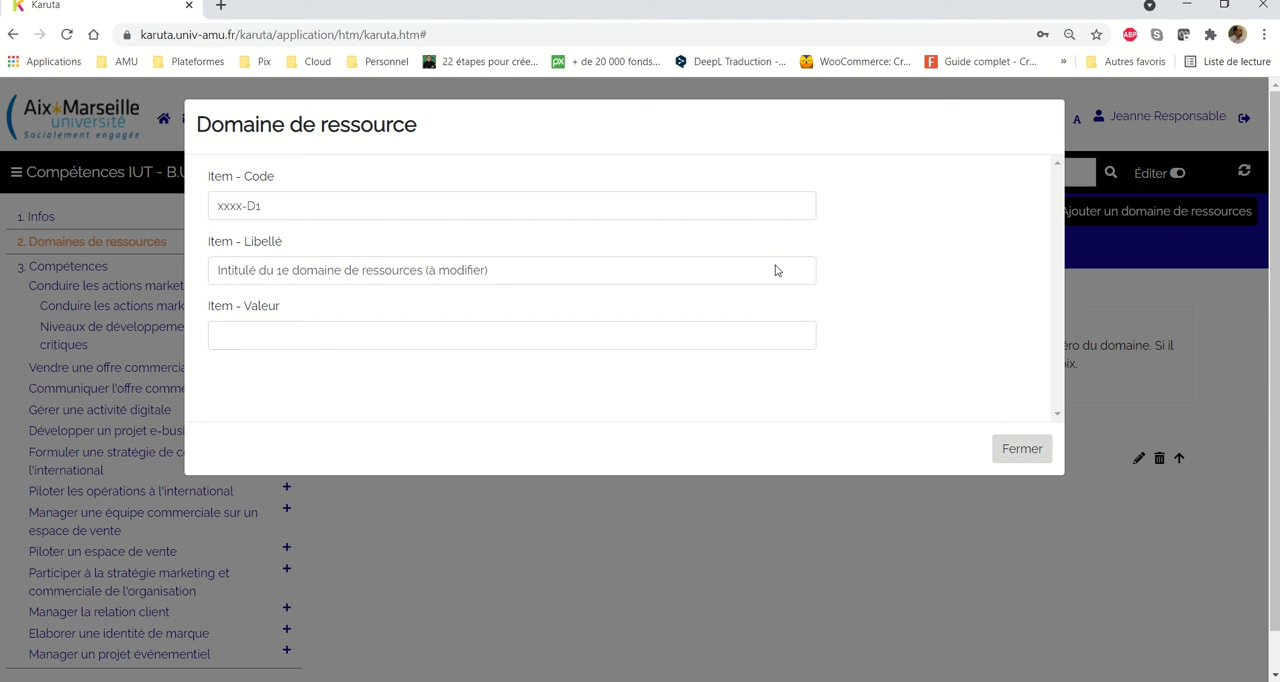 Karuta
karuta.univ-amu.fr/karuta/application/htm/karuta.htm#
ABP
Applications AMU Plateformes Pix Cloud Personnel 22 étapes pour crée... + de 20 000 fonds... DeepL Traduction -... WooCommerce: Cr... Guide complet - Cr... » Autres favoris Liste de lecture
Aix*Marseille
université
Socialement engagée
A Jeanne Responsable
Compétences IUT - B.U
Éditer
Ajouter un domaine de ressources
1. Infos
2. Domaines de ressources
3. Compétences
Conduire les actions market
Conduire les actions mark
Niveaux de développeme
critiques
Vendre une offre commercia
Communiquer l'offre comme
Gérer une activité digitale
Développer un projet e-busi
Formuler une stratégie de co
l'international
Piloter les opérations à l'international +
Manager une équipe commerciale sur un +
espace de vente
Piloter un espace de vente +
Participer à la stratégie marketing et +
commerciale de l'organisation
Manager la relation client +
Elaborer une identité de marque +
Manager un projet événementiel +
Domaine de ressource
Item - Code
xxxx-D1
Item - Libellé
Intitulé du 1e domaine de ressources (à modifier)
Item - Valeur
Fermer
ro du domaine. Si il